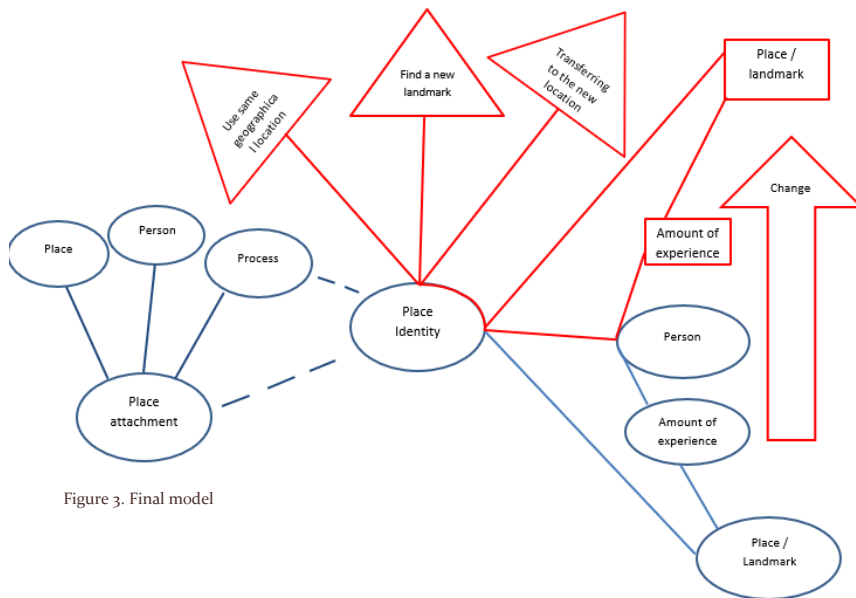 Use same
geographica
l location
Find a new
landmark
Transferring
to the new
location
Place /
landmark
Change
Amount of
experience
Place
Person
Process
Place
Identity
Person
Place
attachment
Amount of
experience
Figure 3. Final model
Place /
Landmark